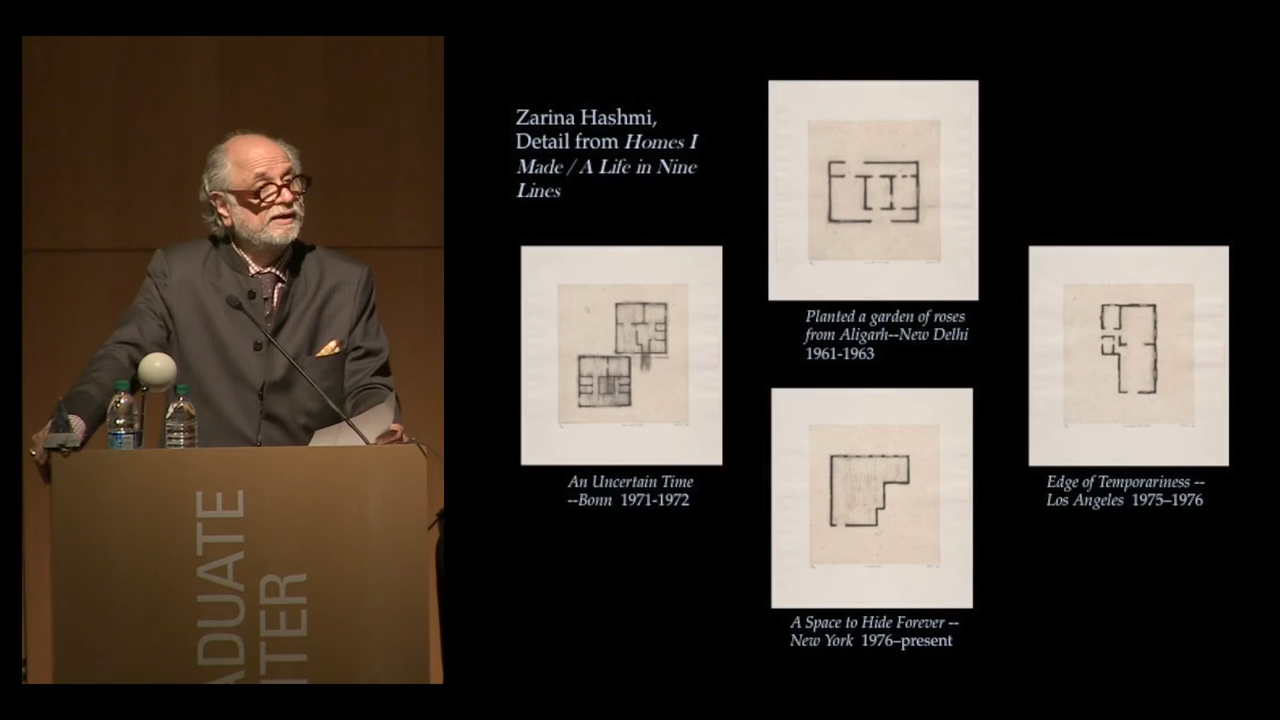 Zarina Hashmi,
Detail from Homes I
Made / A Life in Nine
Lines
Planted a garden of roses
from Aligarh--New Delhi
1961-1963
An Uncertain Time
--Bonn 1971-1972
Edge of Temporariness --
Los Angeles 1975–1976
A Space to Hide Forever --
New York 1976–present
ADUATE
TER